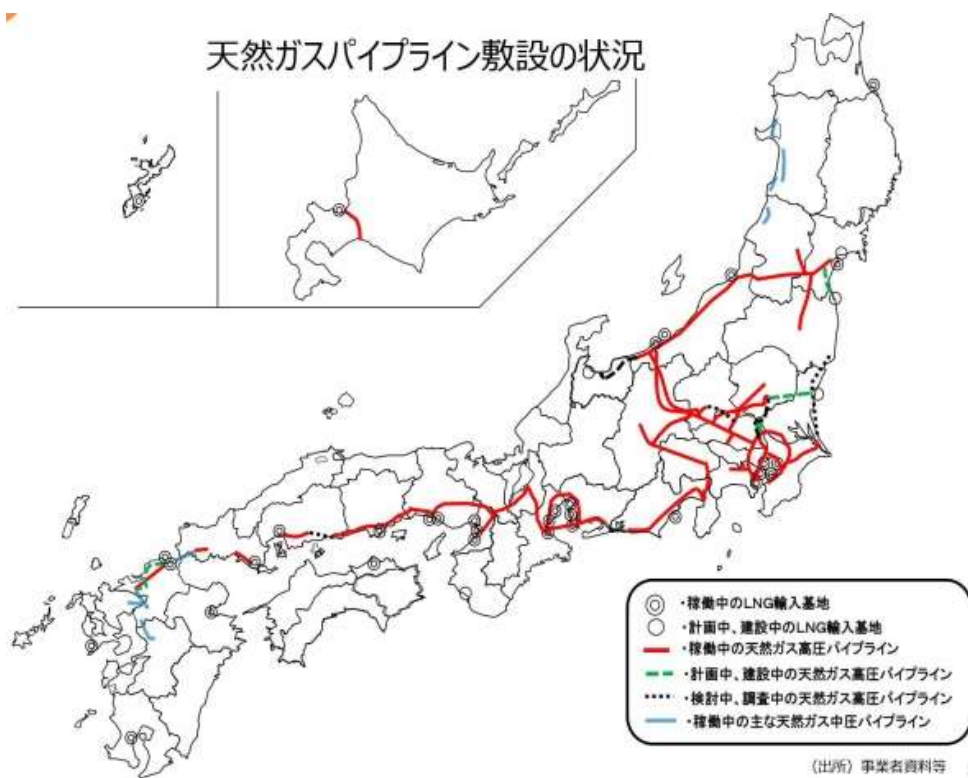 天然ガスパイプライン敷設の状況
・稼働中のLNG輸入基地
・計画中、建設中のLNG輸入基地
・稼働中の天然ガス高圧パイプライン
・計画中、建設中の天然ガス高圧パイプライン
・検討中、調査中の天然ガス高圧パイプライン
・稼働中の主な天然ガス中圧パイプライン
（出所）事業者資料等